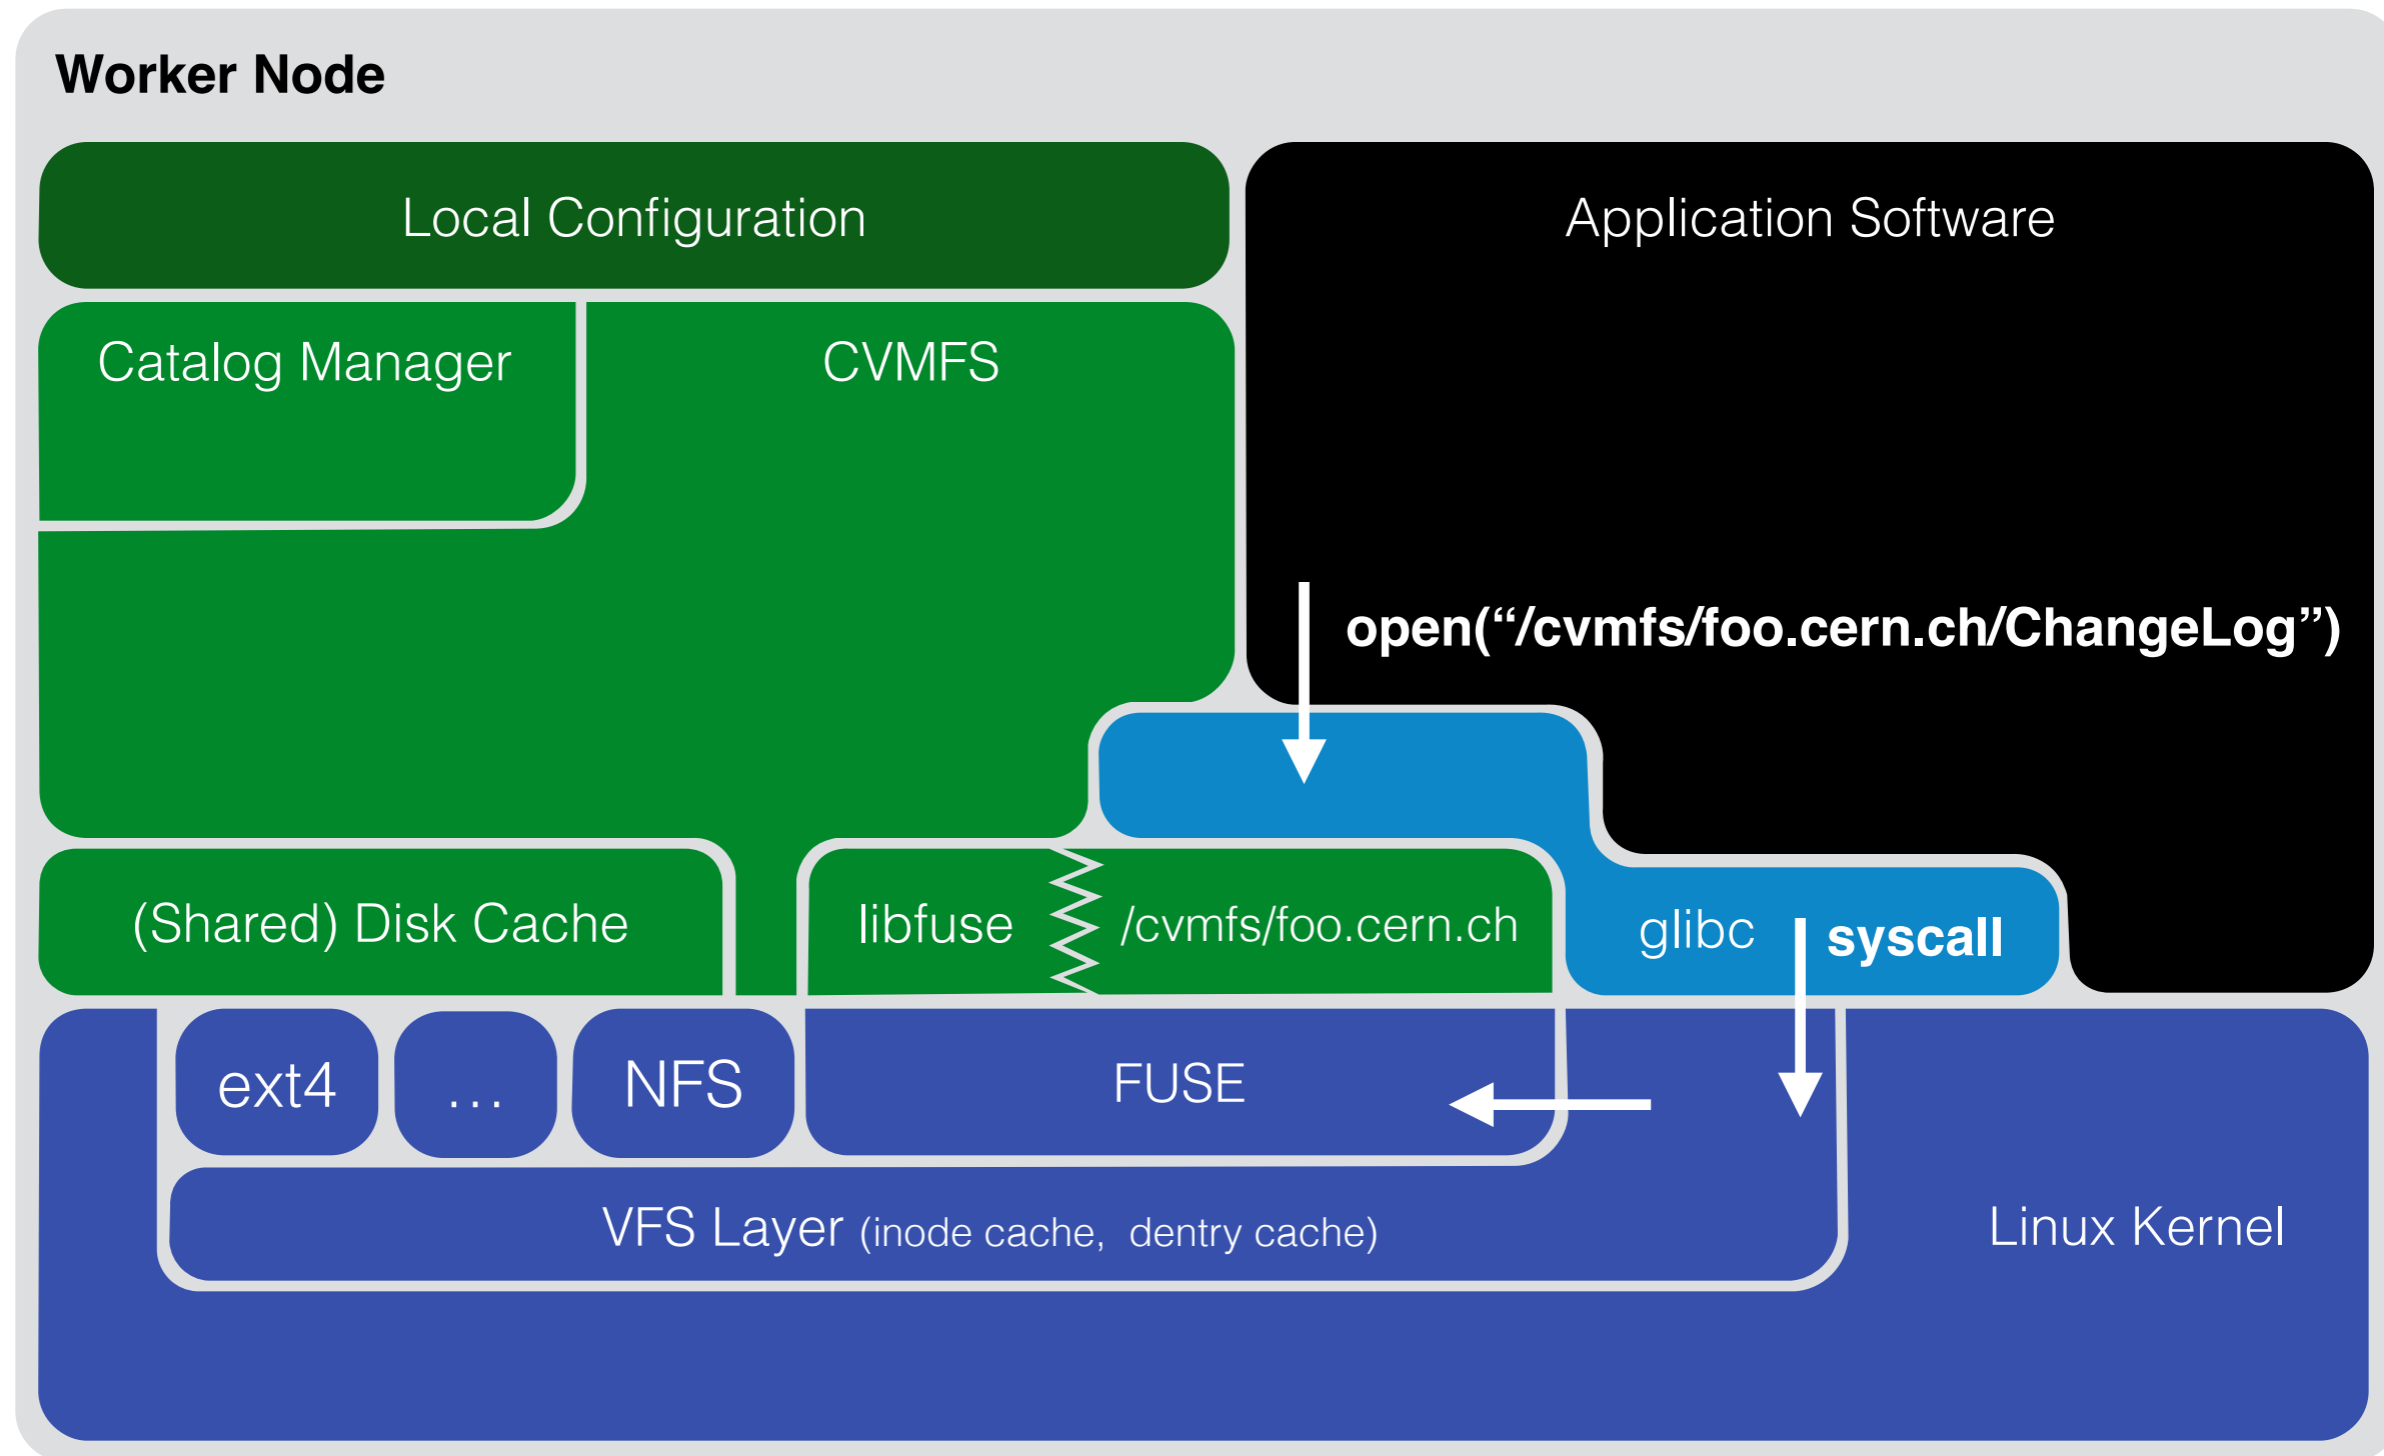 Worker Node
Local Configuration
Application Software
Catalog Manager
CVMFS
open(“/cvmfs/foo.cern.ch/ChangeLog”)
(Shared) Disk Cache
libfuse
/cvmfs/foo.cern.ch
glibc
syscall
ext4
…
NFS
FUSE
VFS Layer (inode cache, dentry cache)
Linux Kernel